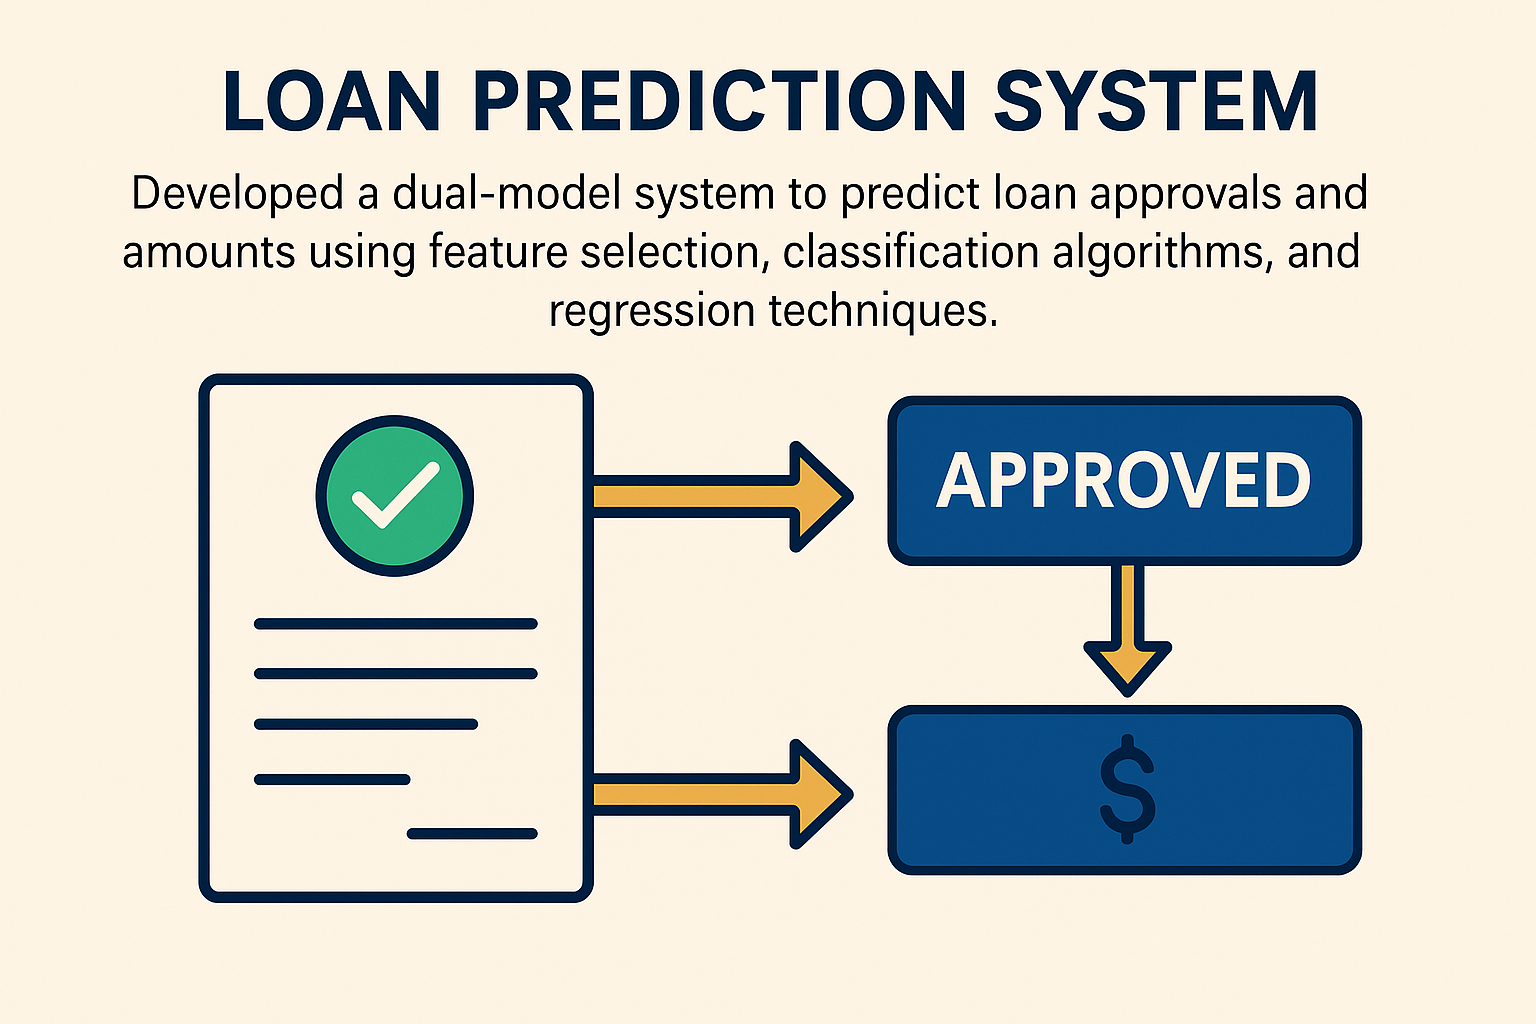 LOAN PREDICTION SYSTEM
Developed a dual-model system to predict loan approvals and
amounts using feature selection, classification algorithms, and
regression techniques.
APPROVED
$